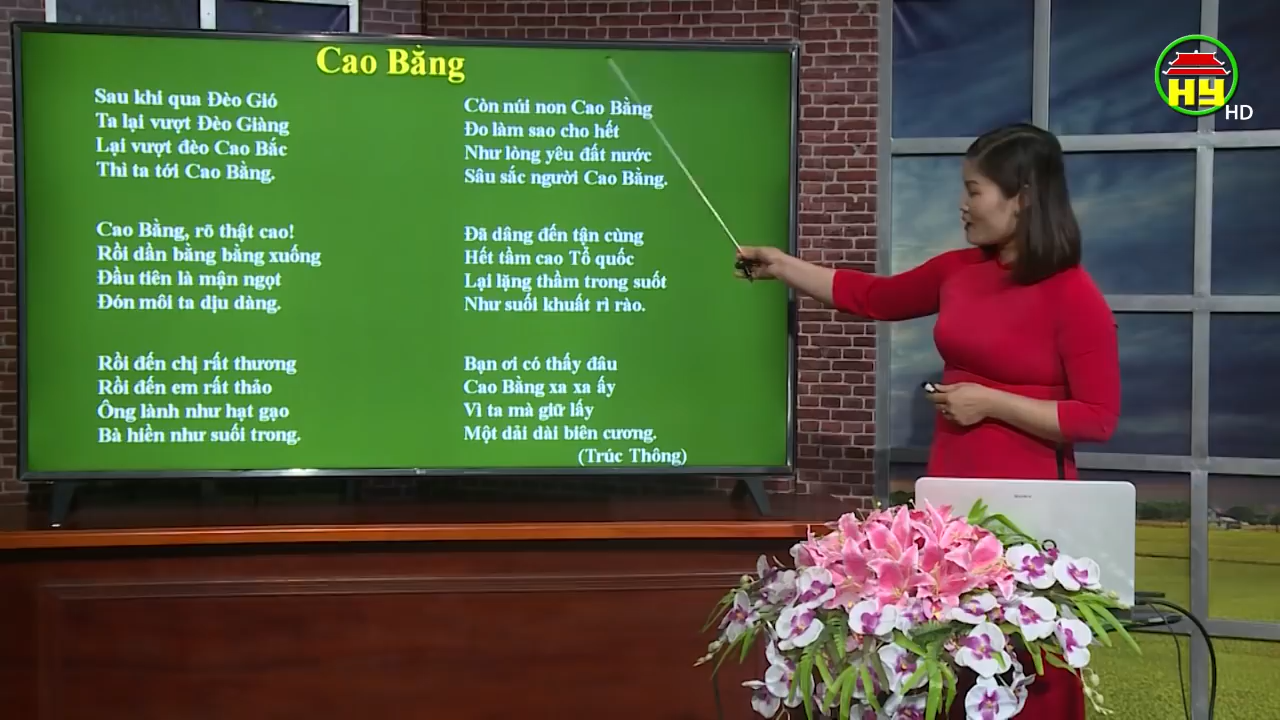 Cao Bằng
Sau khi qua Đèo Gió
Ta lại vượt Đèo Giàng
Lại vượt đèo Cao Bắc
Thì ta tới Cao Bằng.
Cao Bằng, rõ thật cao!
Rồi dần bằng bằng xuống
Đầu tiên là mận ngọt
Đón môi ta dịu dàng.
Rồi đến chị rất thương
Rồi đến em rất thảo
Ông lành như hạt gạo
Bà hiền như suối trong.
Còn núi non Cao Bằng
Đo làm sao cho hết
Như lòng yêu đất nước
Sâu sắc người Cao Bằng.
Đã dâng đến tận cùng
Hết tầm cao Tổ quốc
Lại lặng thầm trong suốt
Như suối khuất rì rào.
Bạn ơi có thấy đâu
Cao Bằng xa xa ấy
Vì ta mà giữ lấy
Một dải dài biên cương.
(Trúc Thông)
HY
HD